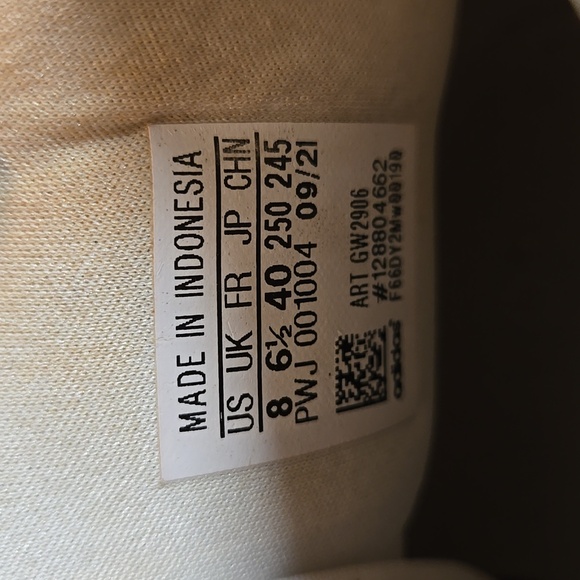 MADE IN INDONESIA
US UK FR JP CHN
8 6½ 40 250 245
PWJ 001004 09/21
ART GW2906
#128804662
F66DY2MW00190
adidas